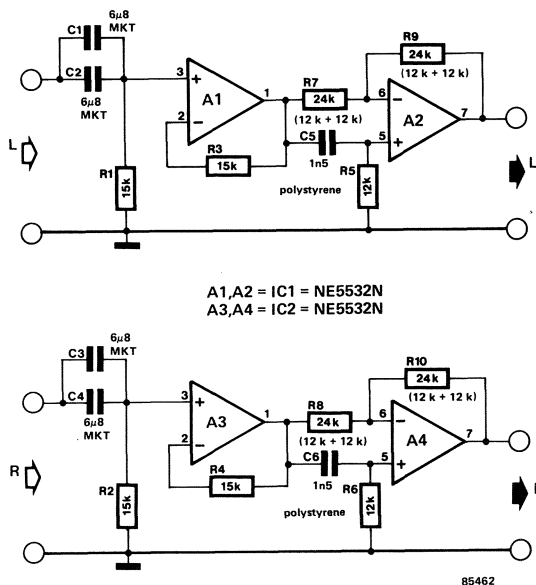 6µ8
MKT
C1
C2
6µ8
MKT
L
R1
15k
3
+
A1
1
2
−
R3
15k
R7
24k
(12 k + 12 k)
C5
1n5
polystyrene
R5
12k
R9
24k
(12 k + 12 k)
6
−
A2
7
5
+
L
A1,A2 = IC1 = NE5532N
A3,A4 = IC2 = NE5532N
6µ8
MKT
C3
C4
6µ8
MKT
R
R2
15k
3
+
A3
1
2
−
R4
15k
R8
24k
(12 k + 12 k)
C6
1n5
polystyrene
R6
12k
R10
24k
(12 k + 12 k)
6
−
A4
7
5
+
85462